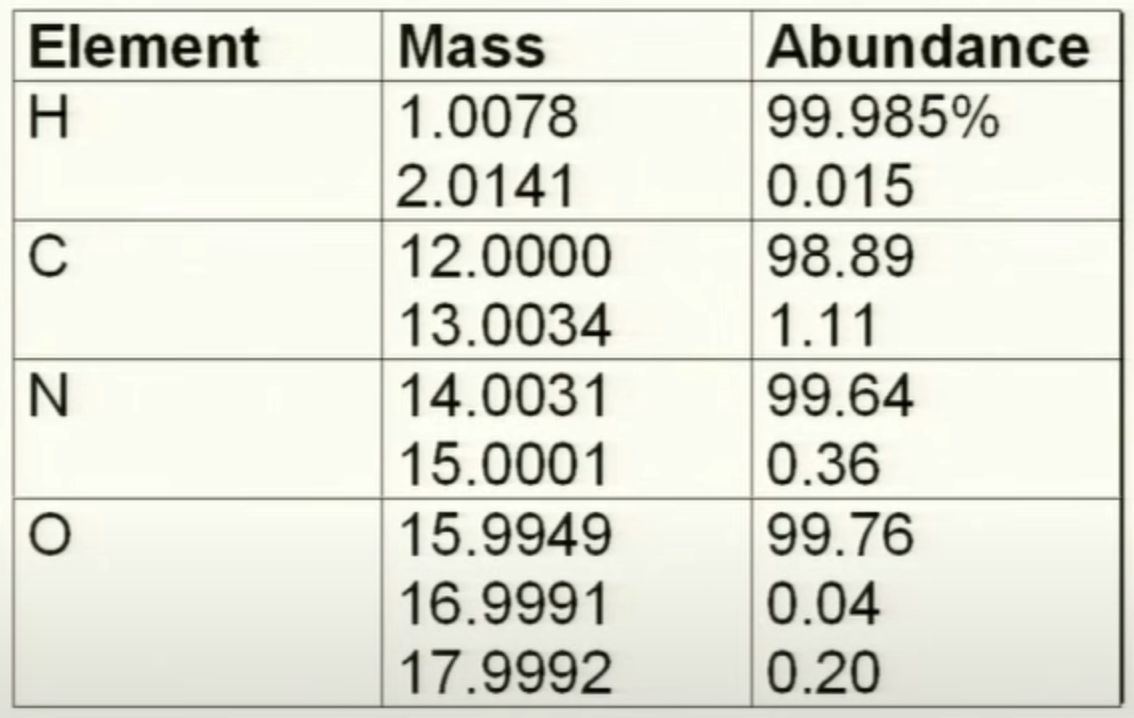 Element Mass Abundance
H 1.0078 99.985%
2.0141 0.015
C 12.0000 98.89
13.0034 1.11
N 14.0031 99.64
15.0001 0.36
O 15.9949 99.76
16.9991 0.04
17.9992 0.20